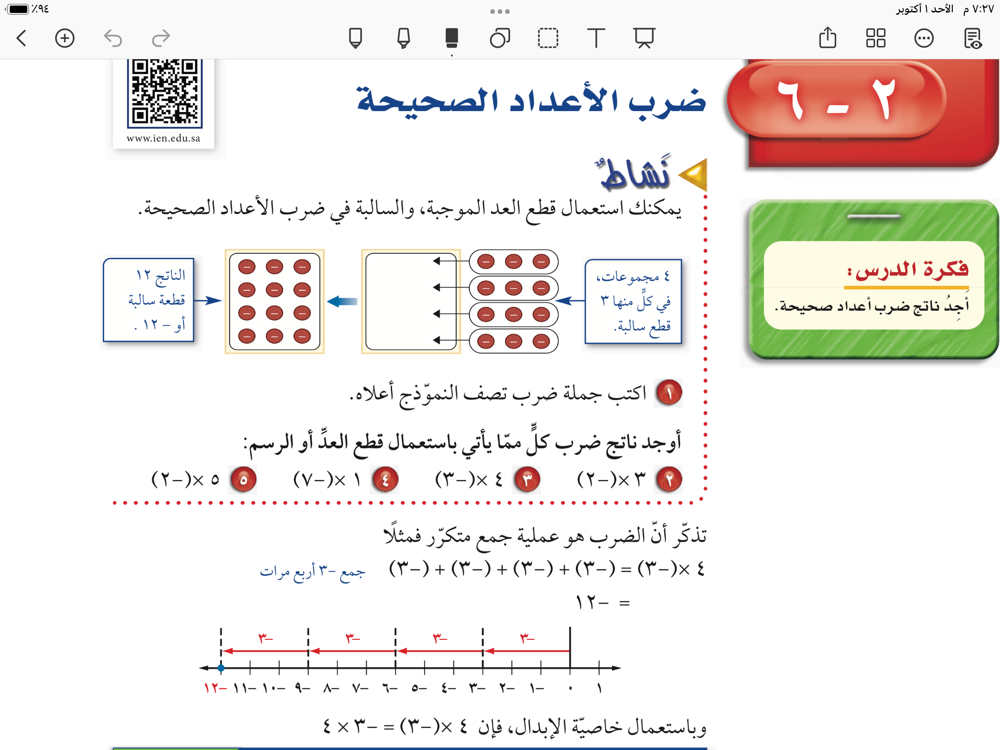 ٧:٢٧ م الأحد ١ أكتوبر
٩٤٪
٢ - ٦
ضرب الأعداد الصحيحة
www.ien.edu.sa
نَشاطٌ
يمكنك استعمال قطع العد الموجبة، والسالبة في ضرب الأعداد الصحيحة.
فكرة الدرس:
أَجِدُ ناتج ضرب أعداد صحيحة.
٤ مجموعات،
في كلٍّ منها ٣
قطع سالبة.
الناتج ١٢
قطعة سالبة
أو –١٢ .
١ اكتب جملة ضرب تصف النموّذج أعلاه.
أوجد ناتج ضرب كلٍّ ممّا يأتي باستعمال قطع العدِّ أو الرسم:
٢ ٣ ×(–٢) ٣ ٤ ×(–٣) ٤ ١ ×(–٧) ٥ ٥ ×(–٢)
تذكّر أنّ الضرب هو عملية جمع متكرّر فمثلًا
٤ ×(–٣) = (–٣) + (–٣) + (–٣) + (–٣) جمع –٣ أربع مرات
= –١٢
–٣ –٣ –٣ –٣
١ ٠ –١ –٢ –٣ –٤ –٥ –٦ –٧ –٨ –٩ –١٠ –١١ –١٢
وباستعمال خاصيّة الإبدال، فإن ٤ ×(–٣) = –٣ × ٤